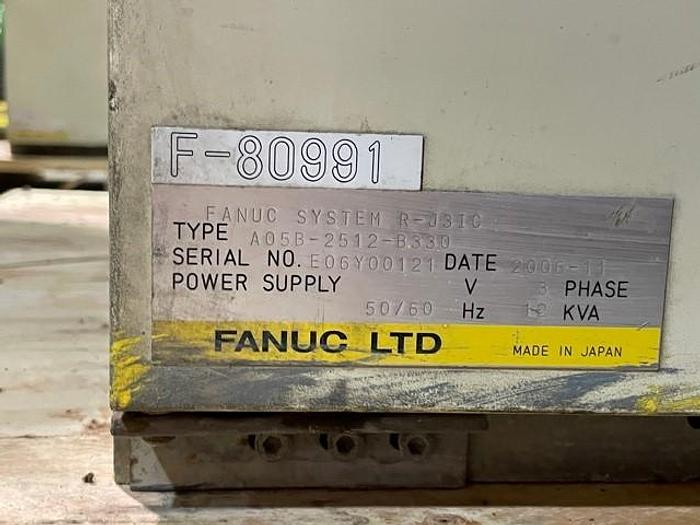 F-80991
FANUC SYSTEM R-J3IC
TYPE A05B-2512-B330
SERIAL NO. E06Y00121 DATE 2006-11
POWER SUPPLY V 3 PHASE
50/60 Hz 12 KVA
FANUC LTD MADE IN JAPAN